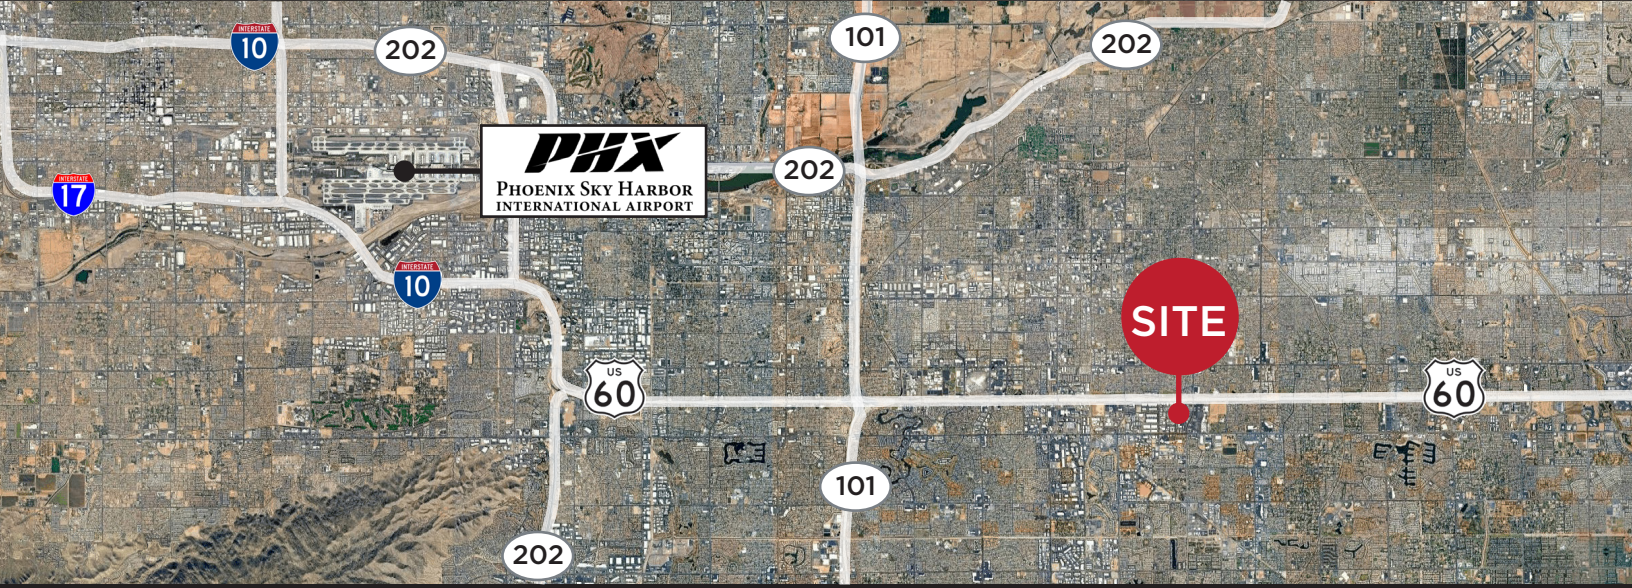 INTERSTATE
10
202
101
202
PHX
PHOENIX SKY HARBOR
INTERNATIONAL AIRPORT
202
INTERSTATE
17
INTERSTATE
10
SITE
US
60
US
60
101
202